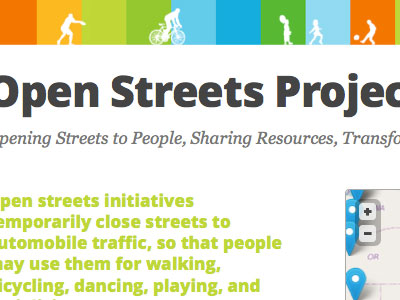 Open Streets Projec
pening Streets to People, Sharing Resources, Transfo
pen streets initiatives
emporarily close streets to
utomobile traffic, so that people
may use them for walking,
icycling, dancing, playing, and
+
−
OR